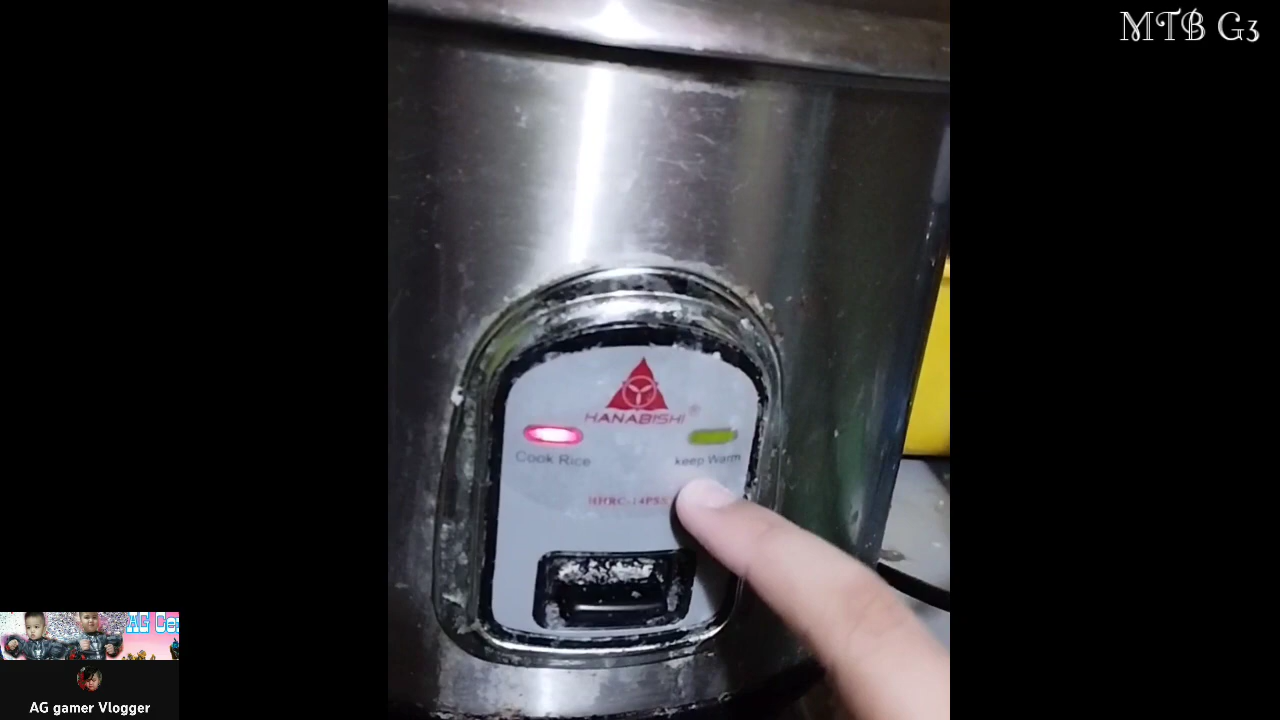 MTB G3
HANABISHI®
Cook Rice
keep Warm
AG gamer Vlogger